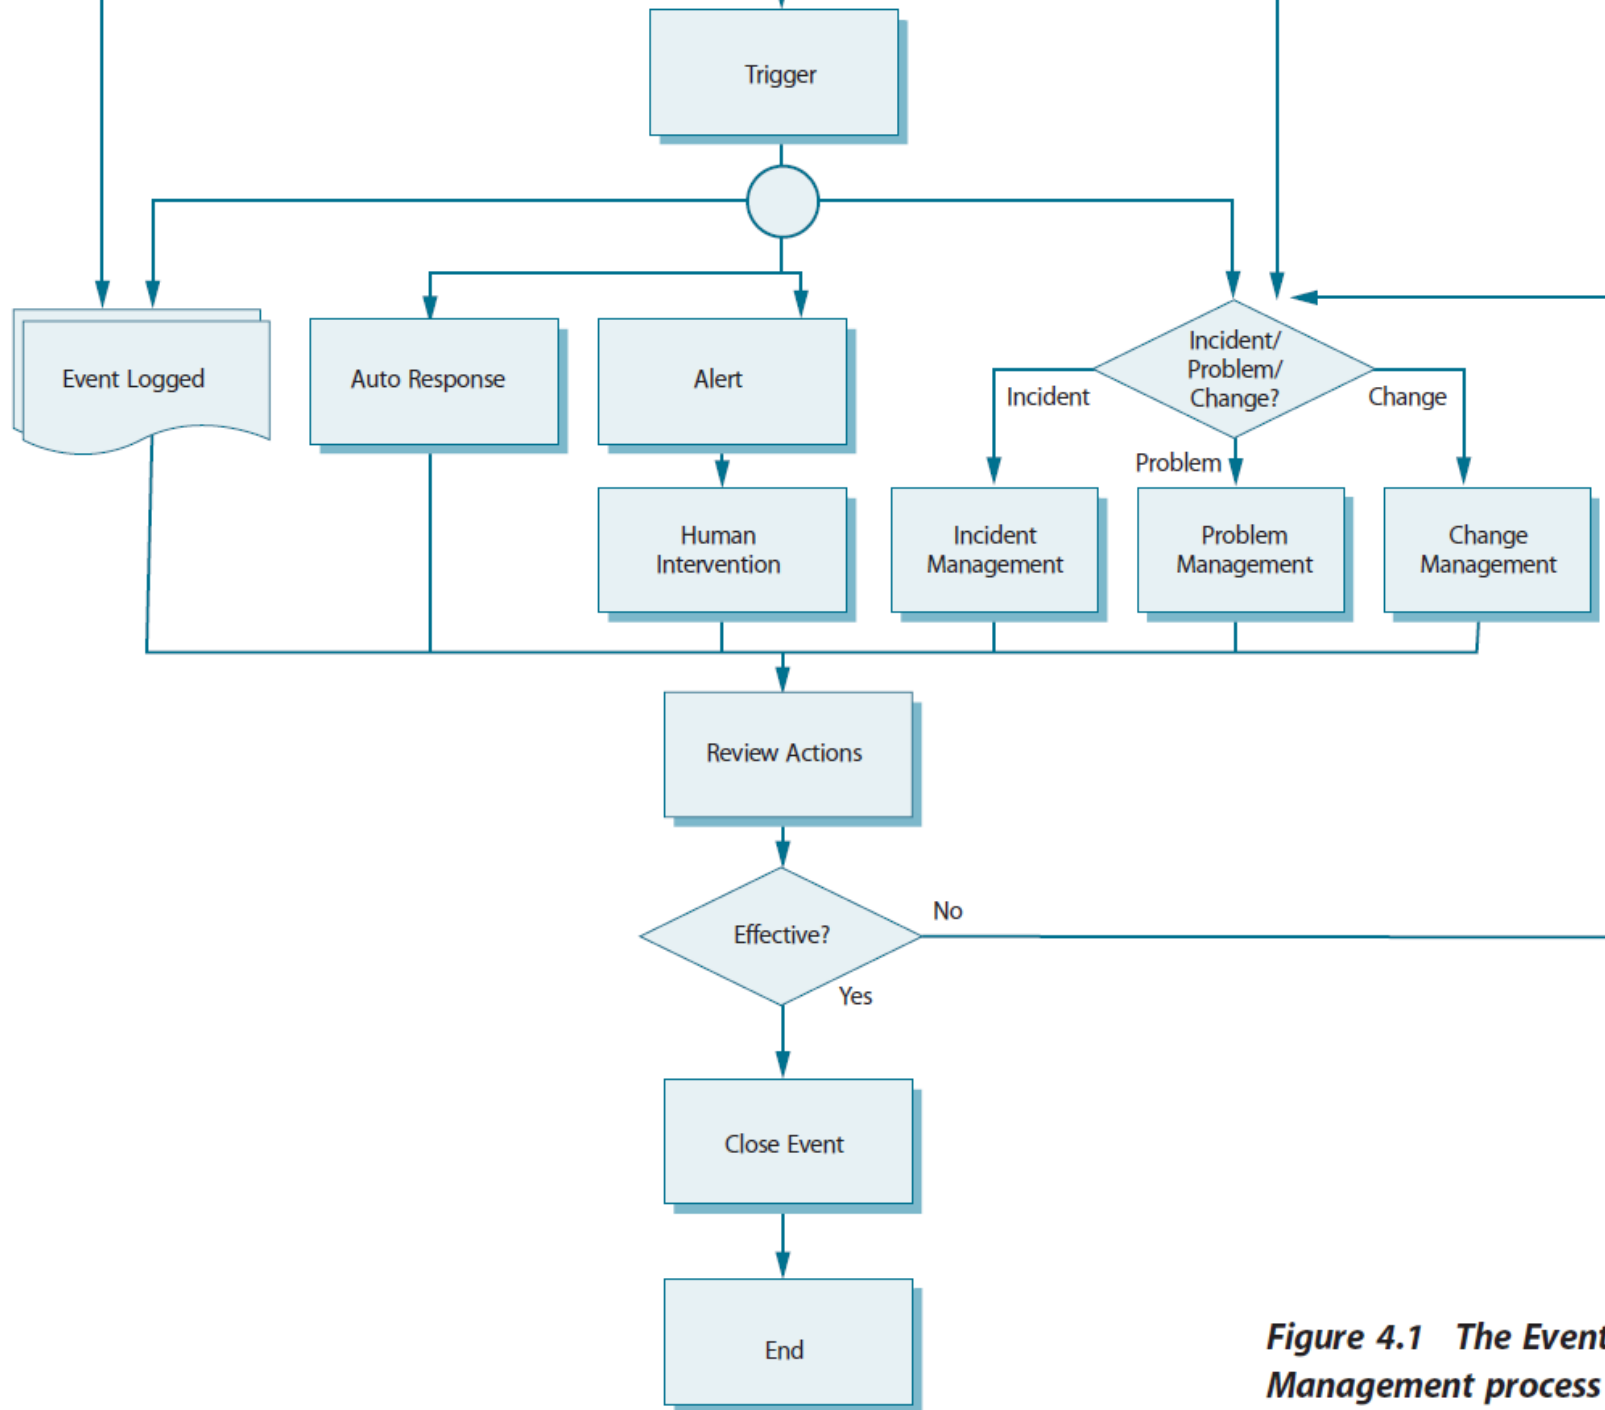 Trigger
Event Logged
Auto Response
Alert
Incident/
Problem/
Change?
Incident
Change
Problem
Human
Intervention
Incident
Management
Problem
Management
Change
Management
Review Actions
Effective?
No
Yes
Close Event
End
Figure 4.1 The Event
Management process